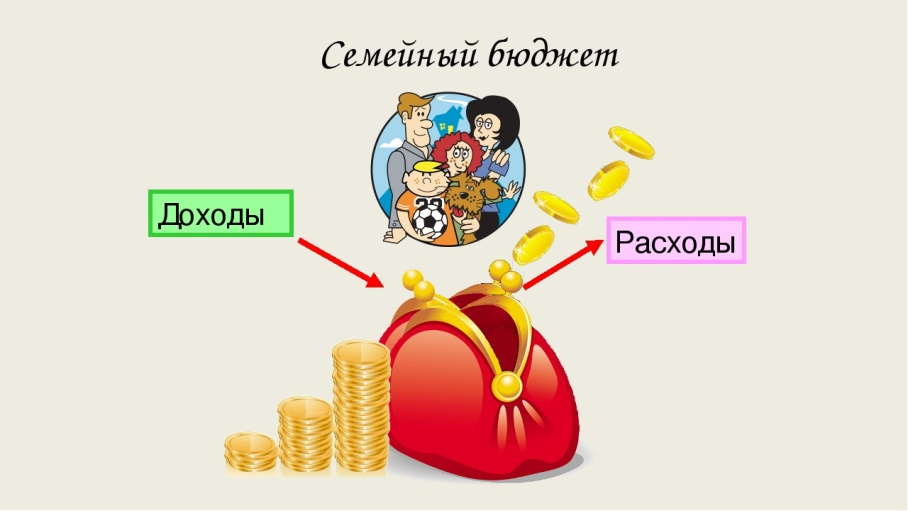 Семейный бюджет
Доходы
Расходы